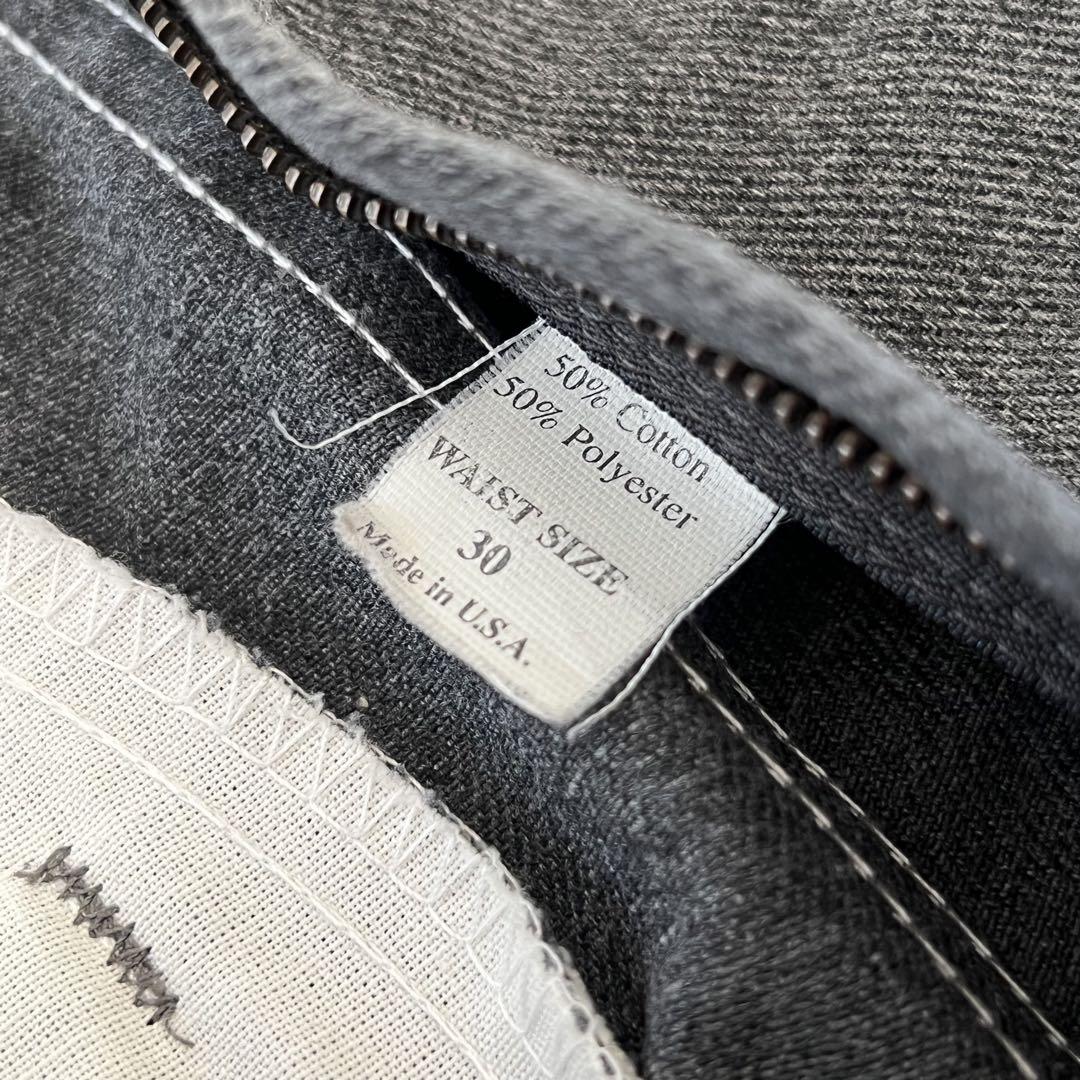 50% Cotton
50% Polyester
WAIST SIZE
30
Made in U.S.A.